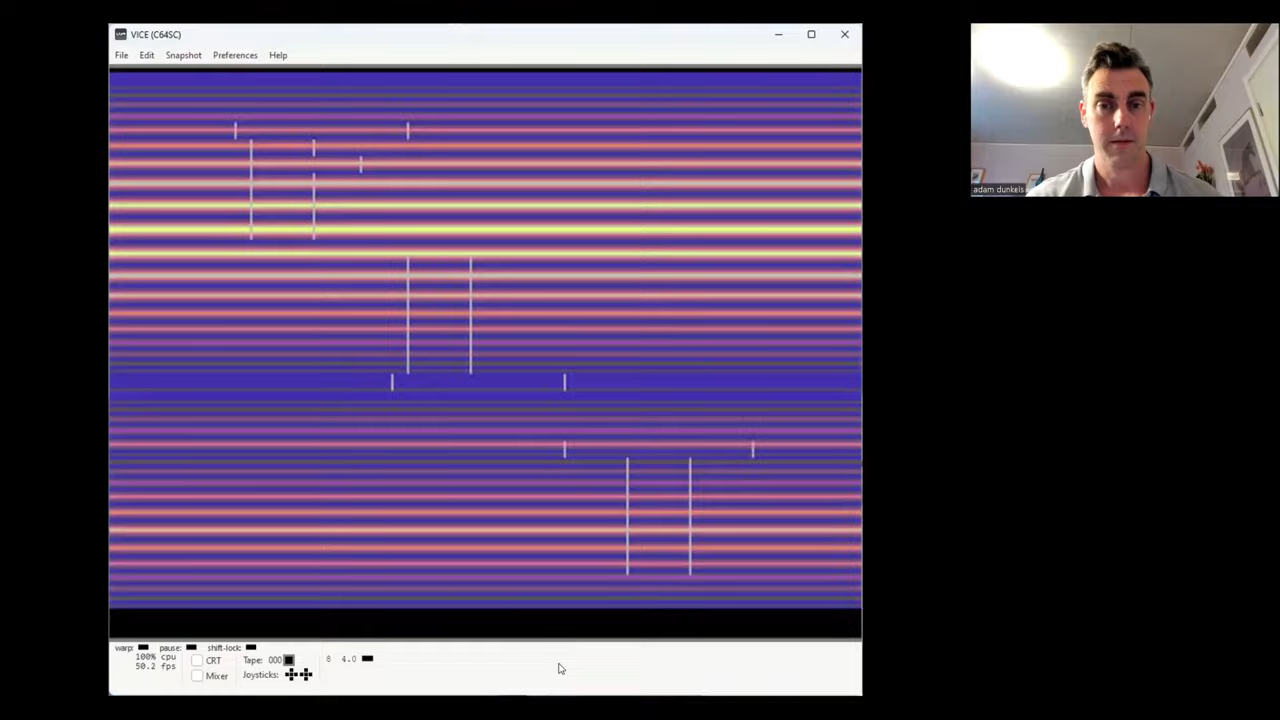 VICE (C64SC)
File Edit Snapshot Preferences Help
adam dunkels
warp: pause: shift-lock:
100% cpu
50.2 fps
CRT
Mixer
Tape: 000
Joysticks:
8 4.0